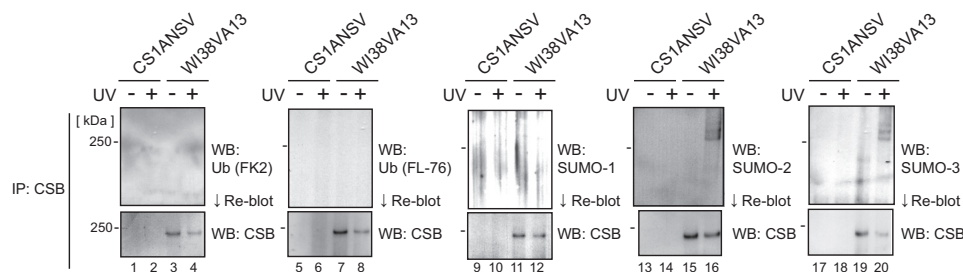 CS1ANSV WI38VA13 CS1ANSV WI38VA13 CS1ANSV WI38VA13 CS1ANSV WI38VA13 CS1ANSV WI38VA13
UV - + - + UV - + - + UV - + - + UV - + - + UV - + - +
[ kDa ]
250 -
WB: Ub (FK2)
WB: Ub (FL-76)
WB: SUMO-1
WB: SUMO-2
WB: SUMO-3
IP: CSB
↓ Re-blot ↓ Re-blot ↓ Re-blot ↓ Re-blot ↓ Re-blot
250 -
WB: CSB WB: CSB WB: CSB WB: CSB WB: CSB
1 2 3 4 5 6 7 8 9 10 11 12 13 14 15 16 17 18 19 20